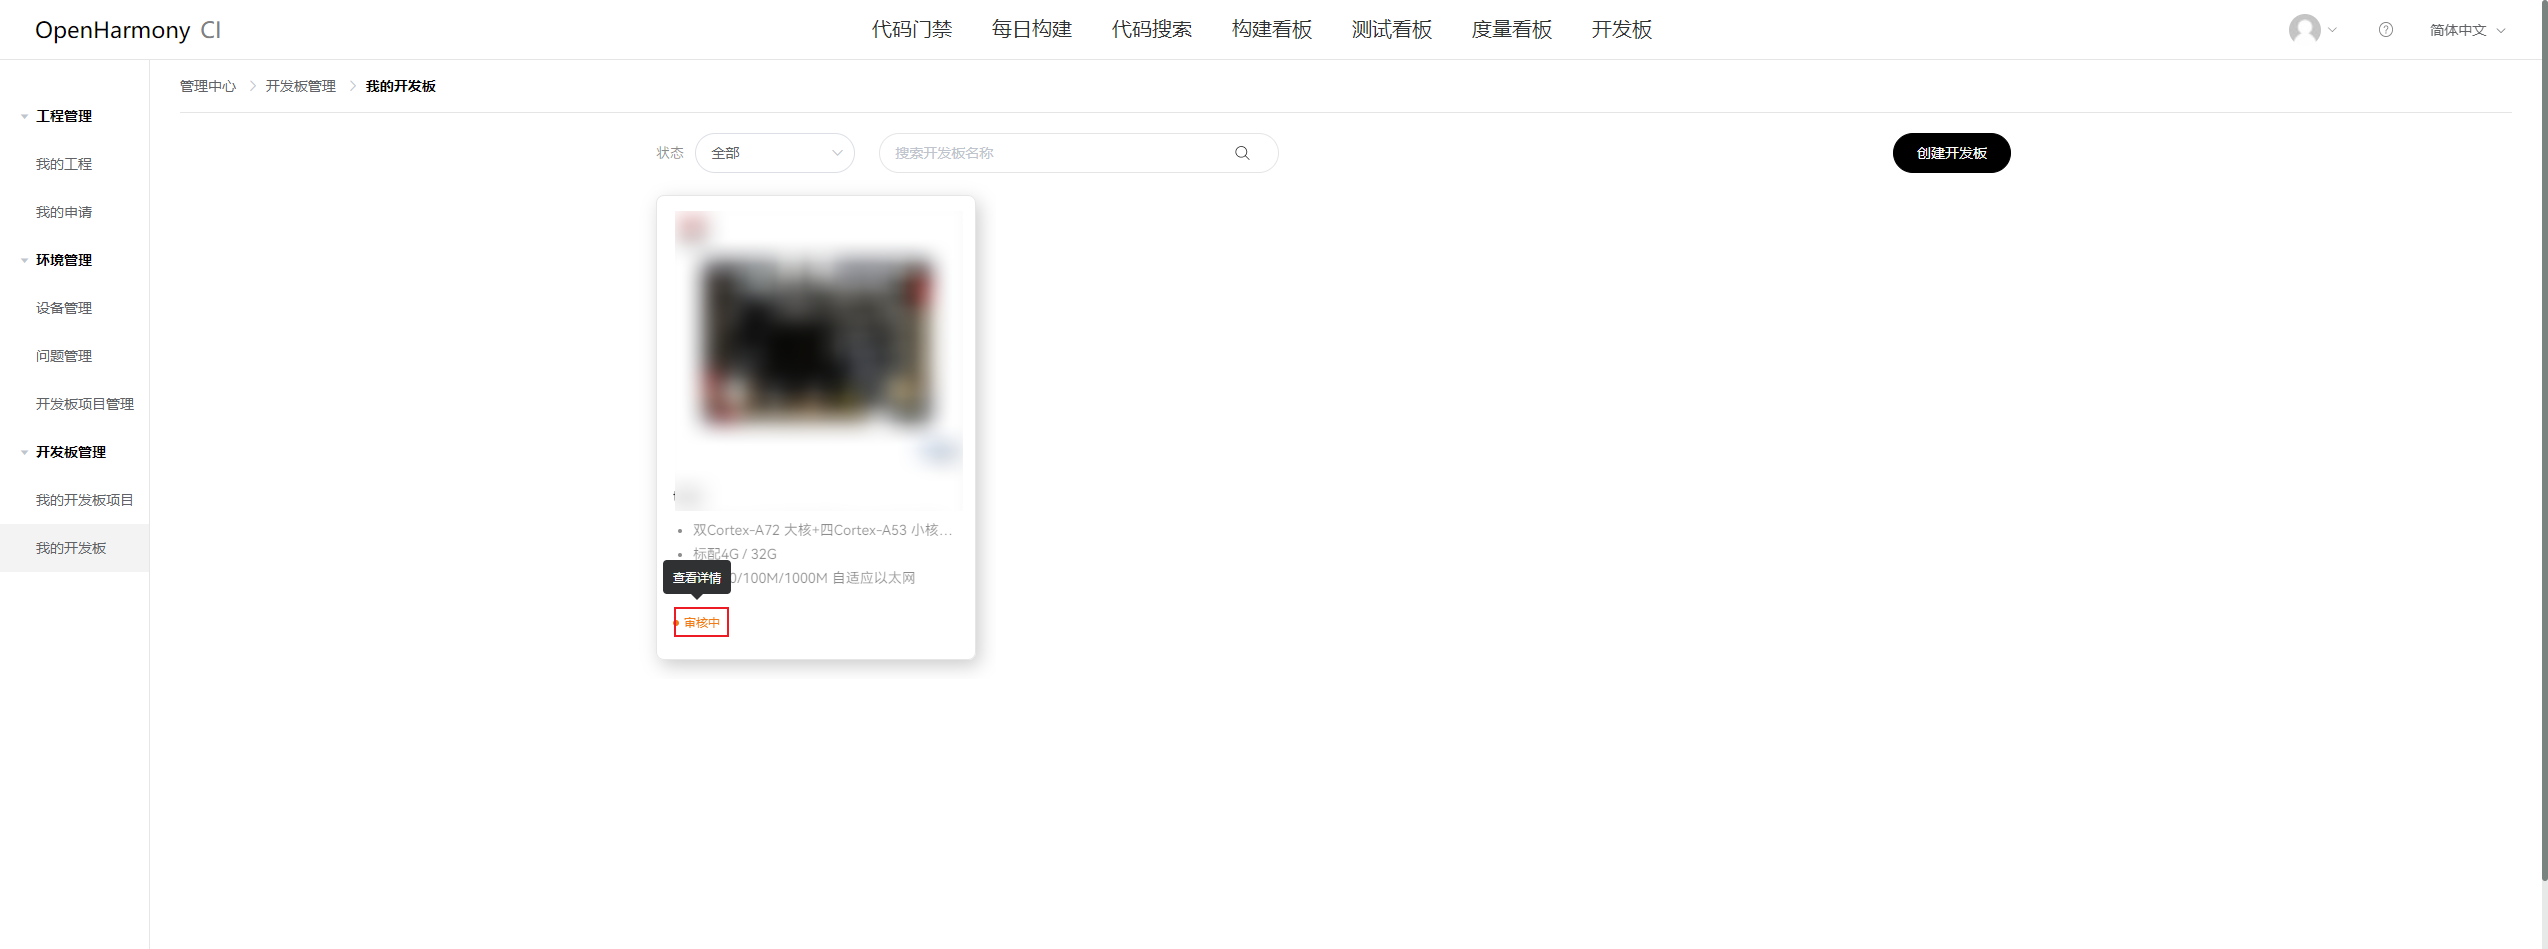 OpenHarmony CI
代码门禁 每日构建 代码搜索 构建看板 测试看板 度量看板 开发板
简体中文
管理中心 > 开发板管理 > 我的开发板
工程管理
我的工程
我的申请
环境管理
设备管理
问题管理
开发板项目管理
开发板管理
我的开发板项目
我的开发板
状态 全部 搜索开发板名称 创建开发板
双Cortex-A72 大核+四Cortex-A53 小核...
标配4G / 32G
0/100M/1000M 自适应以太网
查看详情
审核中